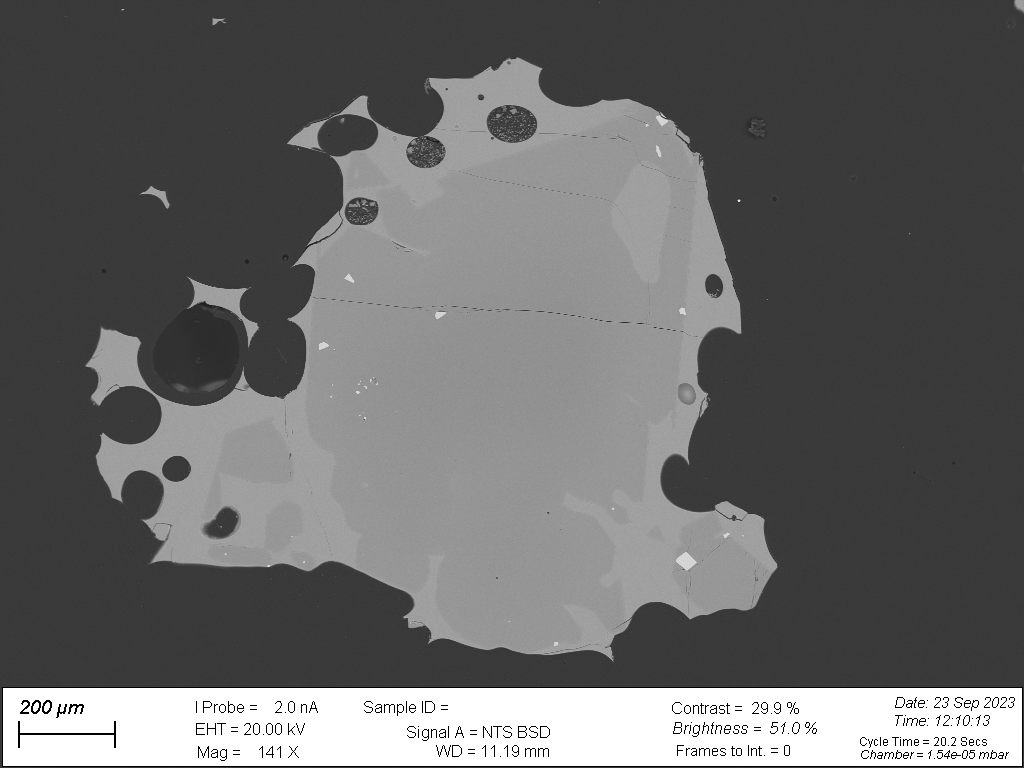 200 µm
I Probe = 2.0 nA
EHT = 20.00 kV
Mag = 141 X
Sample ID =
Signal A = NTS BSD
WD = 11.19 mm
Contrast = 29.9 %
Brightness = 51.0 %
Frames to Int. = 0
Date: 23 Sep 2023
Time: 12:10:13
Cycle Time = 20.2 Secs
Chamber = 1.54e-05 mbar